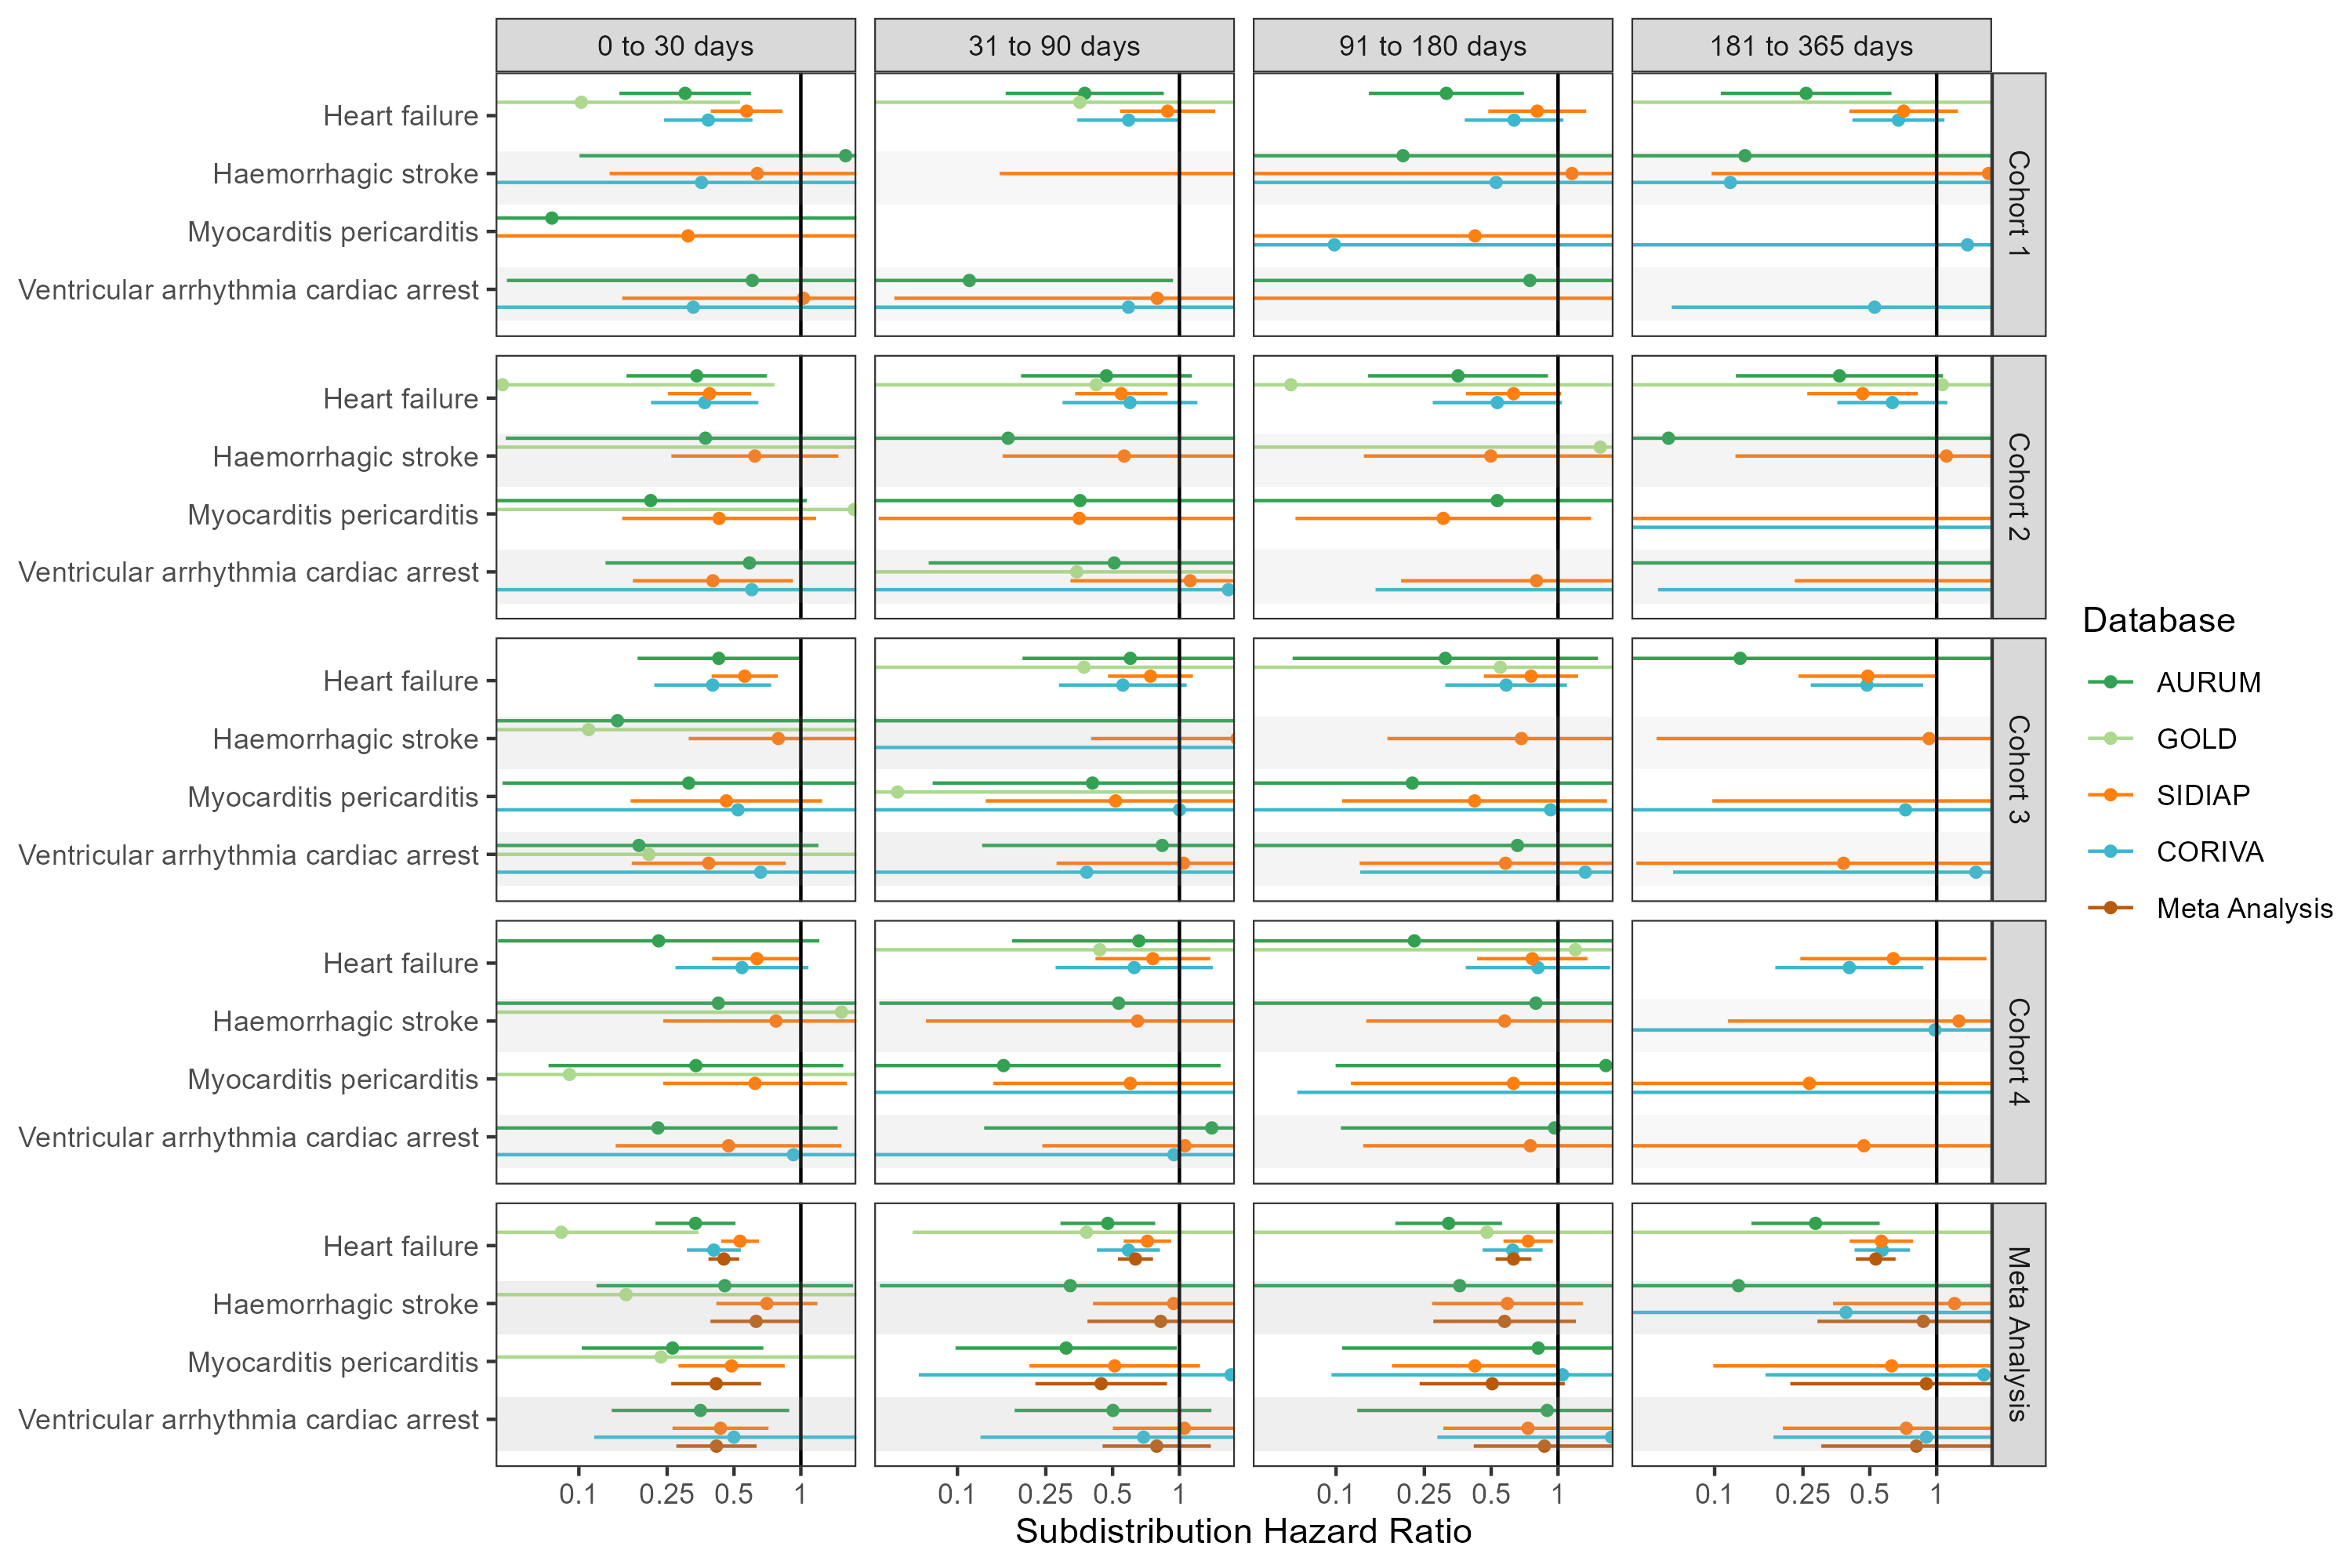 0 to 30 days
31 to 90 days
91 to 180 days
181 to 365 days
Heart failure
Haemorrhagic stroke
Myocarditis pericarditis
Ventricular arrhythmia cardiac arrest
Cohort 1
Heart failure
Haemorrhagic stroke
Myocarditis pericarditis
Ventricular arrhythmia cardiac arrest
Cohort 2
Heart failure
Haemorrhagic stroke
Myocarditis pericarditis
Ventricular arrhythmia cardiac arrest
Cohort 3
Heart failure
Haemorrhagic stroke
Myocarditis pericarditis
Ventricular arrhythmia cardiac arrest
Cohort 4
Heart failure
Haemorrhagic stroke
Myocarditis pericarditis
Ventricular arrhythmia cardiac arrest
Meta Analysis
0.1 0.25 0.5 1
0.1 0.25 0.5 1
0.1 0.25 0.5 1
0.1 0.25 0.5 1
Subdistribution Hazard Ratio
Database
AURUM
GOLD
SIDIAP
CORIVA
Meta Analysis